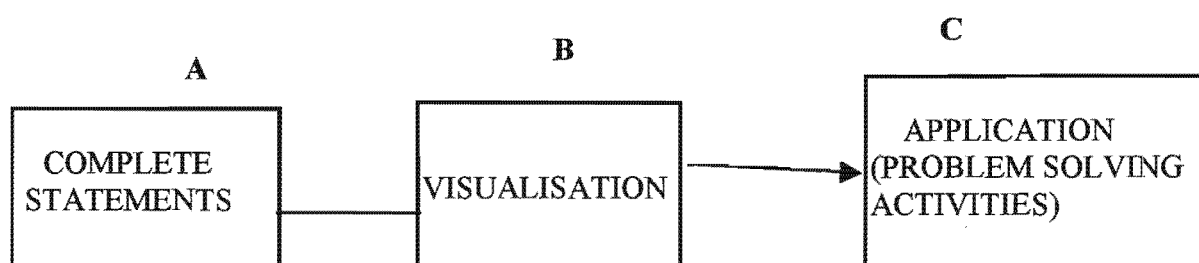 A
B
C
COMPLETE
STATEMENTS
VISUALISATION
APPLICATION
(PROBLEM SOLVING
ACTIVITIES)